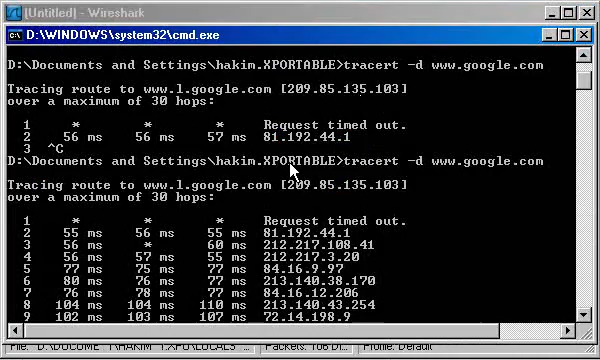 [Untitled] - Wireshark
D:\WINDOWS\system32\cmd.exe
D:\Documents and Settings\hakim.XPORTABLE>tracert -d www.google.com
Tracing route to www.l.google.com [209.85.135.103]
over a maximum of 30 hops:
1 * * Request timed out.
2 56 ms 56 ms 57 ms 81.192.44.1
3 ^C
D:\Documents and Settings\hakim.XPORTABLE>tracert -d www.google.com
Tracing route to www.l.google.com [209.85.135.103]
over a maximum of 30 hops:
1 * * * Request timed out.
2 55 ms 56 ms 55 ms 81.192.44.1
3 56 ms * 60 ms 212.217.108.41
4 56 ms 57 ms 55 ms 212.217.3.20
5 77 ms 75 ms 77 ms 84.16.9.97
6 80 ms 76 ms 77 ms 213.140.38.170
7 76 ms 78 ms 77 ms 84.16.12.206
8 104 ms 104 ms 110 ms 213.140.43.254
9 102 ms 103 ms 107 ms 72.14.198.9
File: Packets: Profile: Default